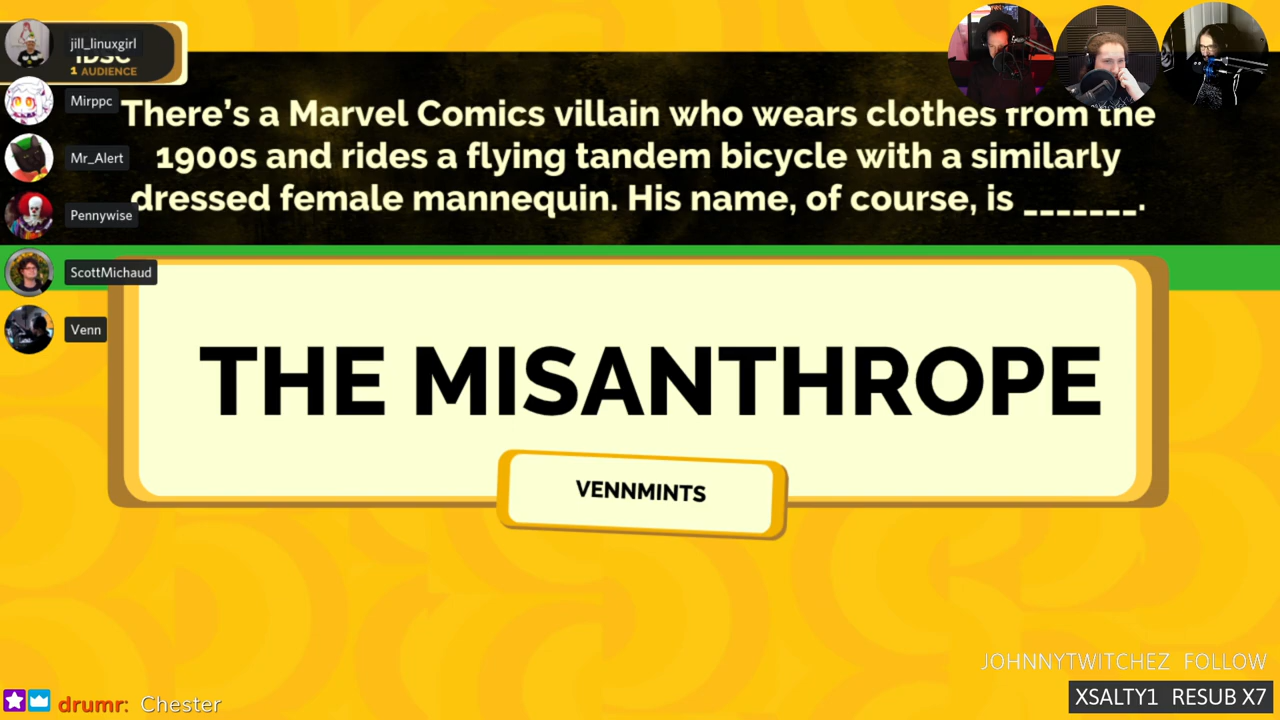 jill_linuxgirl
IDSC
1 AUDIENCE
Mirppc
Mr_Alert
Pennywise
ScottMichaud
Venn
There's a Marvel Comics villain who wears clothes from the
1900s and rides a flying tandem bicycle with a similarly
dressed female mannequin. His name, of course, is _______.
THE MISANTHROPE
VENNMINTS
JOHNNYTWITCHEZ FOLLOW
XSALTY1 RESUB X7
drumr: Chester